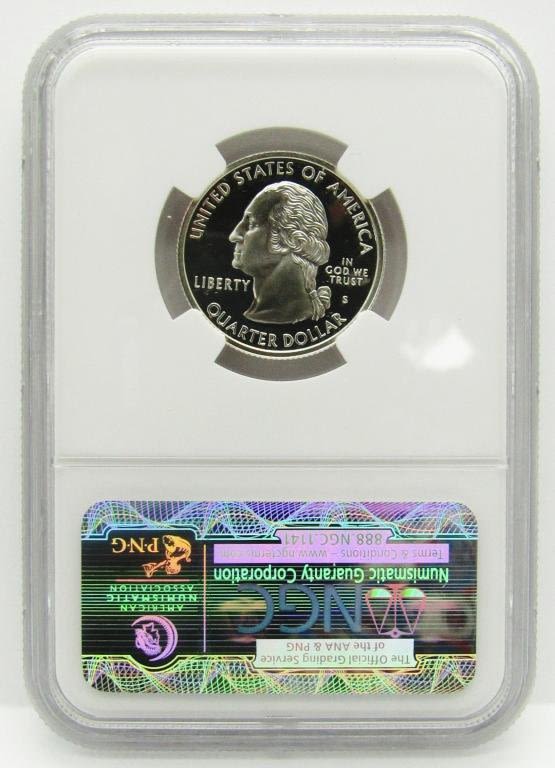 UNITED STATES OF AMERICA
LIBERTY
IN
GOD WE
TRUST
S
QUARTER DOLLAR
The Official Grading Service
of the ANA & PNG
NGC
Numismatic Guaranty Corporation
Terms & Conditions – www.ngcterms.com
888.NGC.1141
AMERICAN
NUMISMATIC
ASSOCIATION
PNG